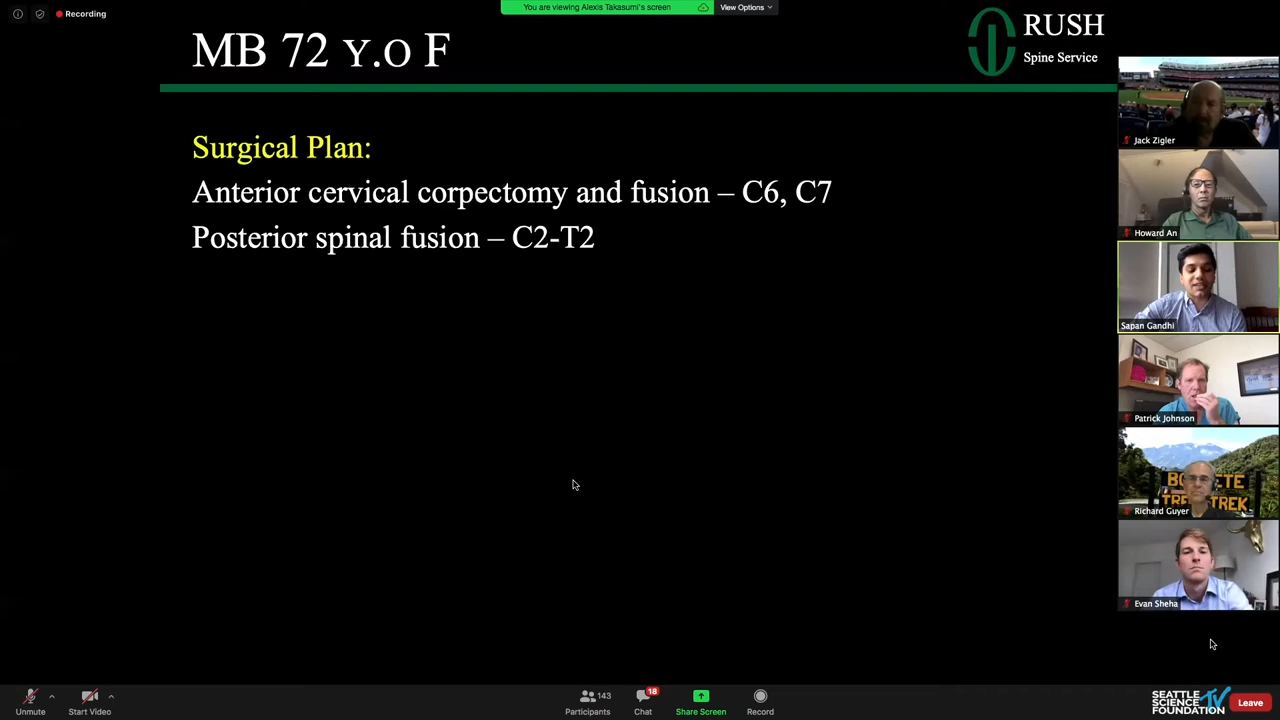 Recording
You are viewing Alexis Takasumi's screen
View Options
MB 72 Y.O F
RUSH
Spine Service
Surgical Plan:
Anterior cervical corpectomy and fusion – C6, C7
Posterior spinal fusion – C2-T2
Jack Zigler
Howard An
Sapan Gandhi
Patrick Johnson
Richard Guyer
Evan Sheha
Unmute
Start Video
143
Participants
18
Chat
Share Screen
Record
SEATTLE
SCIENCE
FOUNDATION
TV
Leave